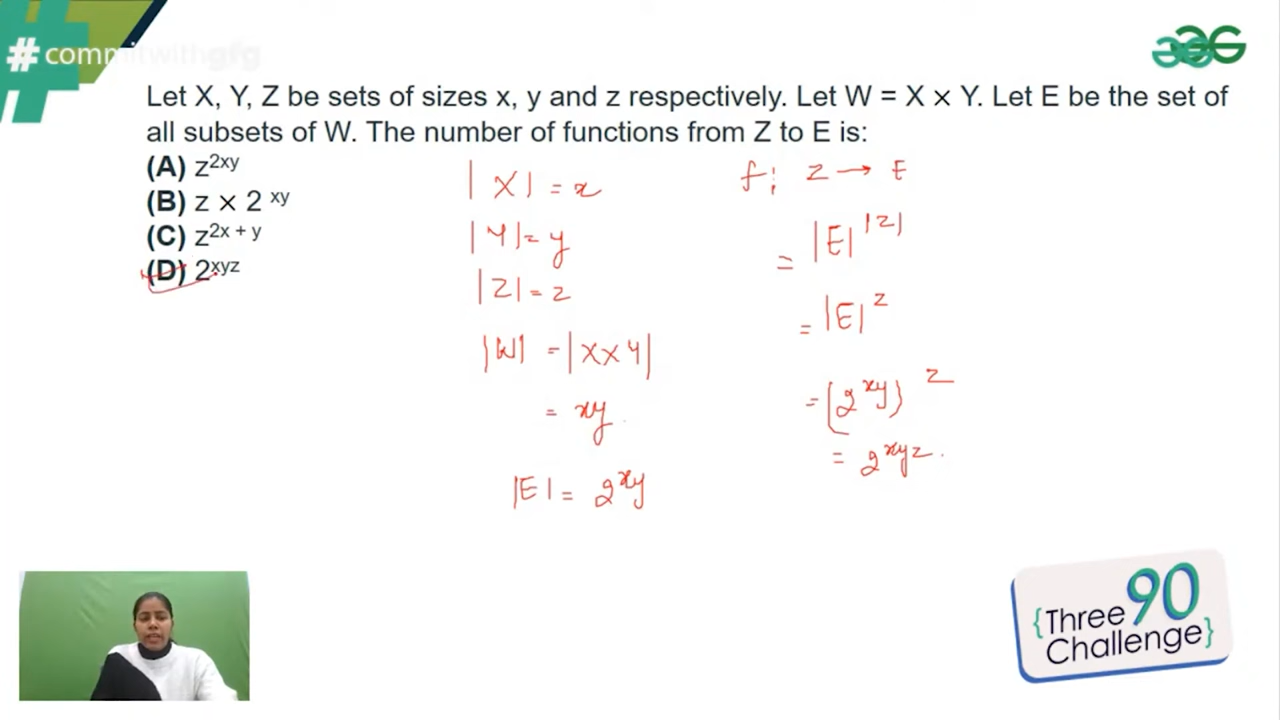 #commitwithgfg
Let X, Y, Z be sets of sizes x, y and z respectively. Let W = X × Y. Let E be the set of
all subsets of W. The number of functions from Z to E is:
(A) z^2xy
(B) z × 2^xy
(C) z^2x + y
(D) 2^xyz
|X| = x
|Y| = y
|Z| = z
|W| = |X×Y|
= xy
|E| = 2^xy
f: Z → E
= |E|^|Z|
= |E|^z
= (2^xy)^z
= 2^xyz.
{Three 90
Challenge}